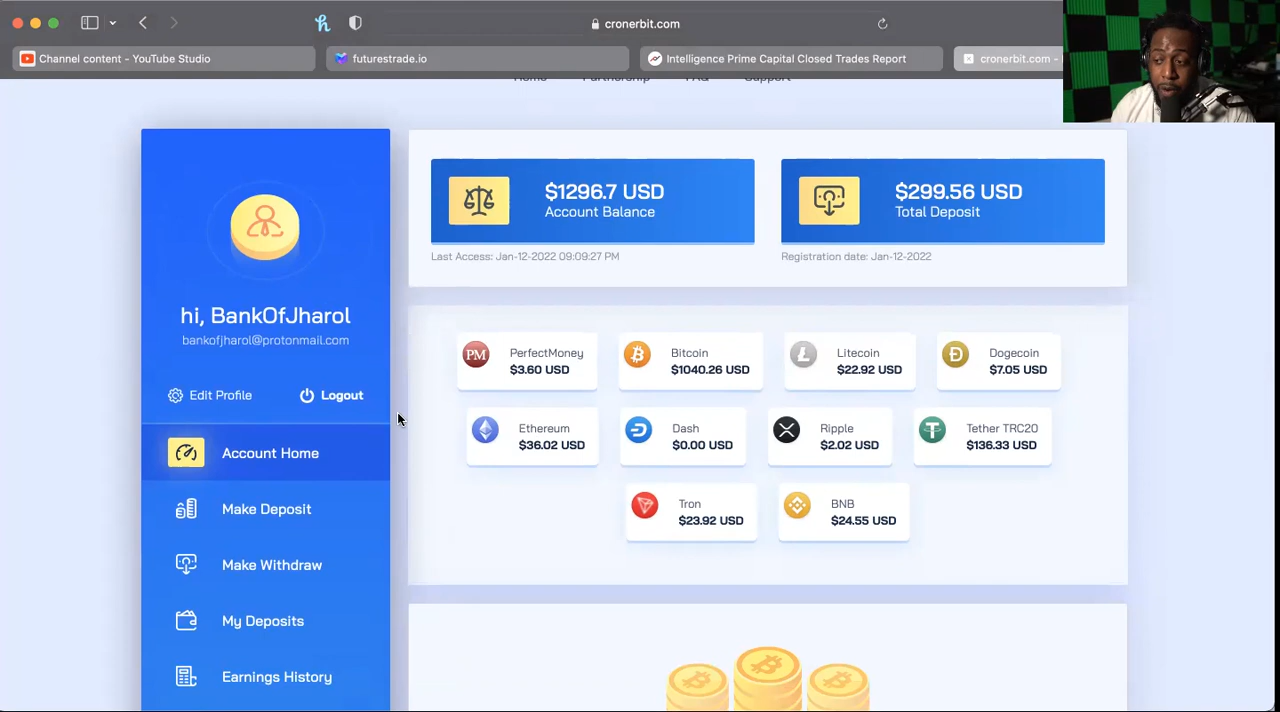 cronerbit.com
Channel content - YouTube Studio
futurestrade.io
Intelligence Prime Capital Closed Trades Report
cronerbit.com -
Home Partnership FAQ Support
$1296.7 USD
Account Balance
Last Access: Jan-12-2022 09:09:27 PM
$299.56 USD
Total Deposit
Registration date: Jan-12-2022
hi, BankOfJharol
bankofjharol@protonmail.com
Edit Profile
Logout
Account Home
Make Deposit
Make Withdraw
My Deposits
Earnings History
PM
PerfectMoney
$3.60 USD
Bitcoin
$1040.26 USD
Litecoin
$22.92 USD
Dogecoin
$7.05 USD
Ethereum
$36.02 USD
Dash
$0.00 USD
Ripple
$2.02 USD
Tether TRC20
$136.33 USD
Tron
$23.92 USD
BNB
$24.55 USD